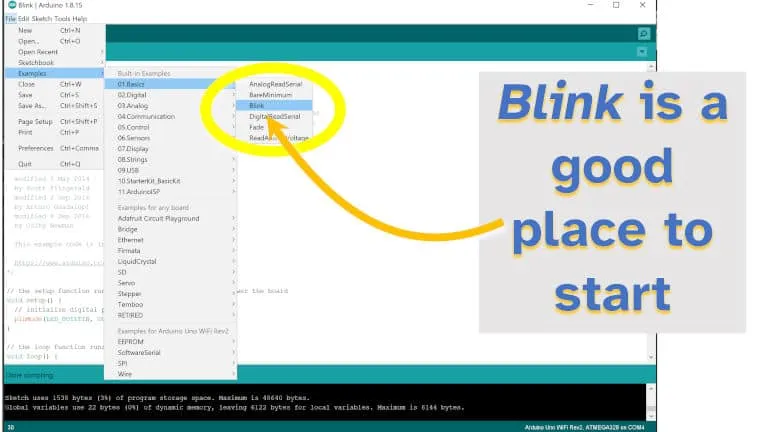 Blink | Arduino 1.8.15
File Edit Sketch Tools Help
New Ctrl+N
Open... Ctrl+O
Open Recent
Sketchbook
Examples
Close Ctrl+W
Save Ctrl+S
Save As... Ctrl+Shift+S
Page Setup Ctrl+Shift+P
Print Ctrl+P
Preferences Ctrl+Comma
Quit Ctrl+Q
Built-in Examples
01.Basics
02.Digital
03.Analog
04.Communication
05.Control
06.Sensors
07.Display
08.Strings
09.USB
10.StarterKit_BasicKit
11.ArduinoISP
Examples for any board
Adafruit Circuit Playground
Bridge
Ethernet
Firmata
LiquidCrystal
SD
Servo
Stepper
Temboo
RETIRED
Examples for Arduino Uno WiFi Rev2
EEPROM
SoftwareSerial
SPI
Wire
AnalogReadSerial
BareMinimum
Blink
DigitalReadSerial
Fade
Blink is a
good
place to
start
modified 8 May 2014
by Scott Fitzgerald
modified 2 Sep 2016
by Arturo Guadalupi
modified 8 Sep 2016
by Colby Newman
This example code is in
*/
// the setup function run er the board
void setup() {
// initialize digital p
pinMode(LED_BUILTIN, O
}
// the loop function runs
void loop() {
Done compiling.
Sketch uses 1538 bytes (3%) of program storage space. Maximum is 48640 bytes.
Global variables use 22 bytes (0%) of dynamic memory, leaving 6122 bytes for local variables. Maximum is 6144 bytes.
30 Arduino Uno WiFi Rev2, ATMEGA328 on COM4